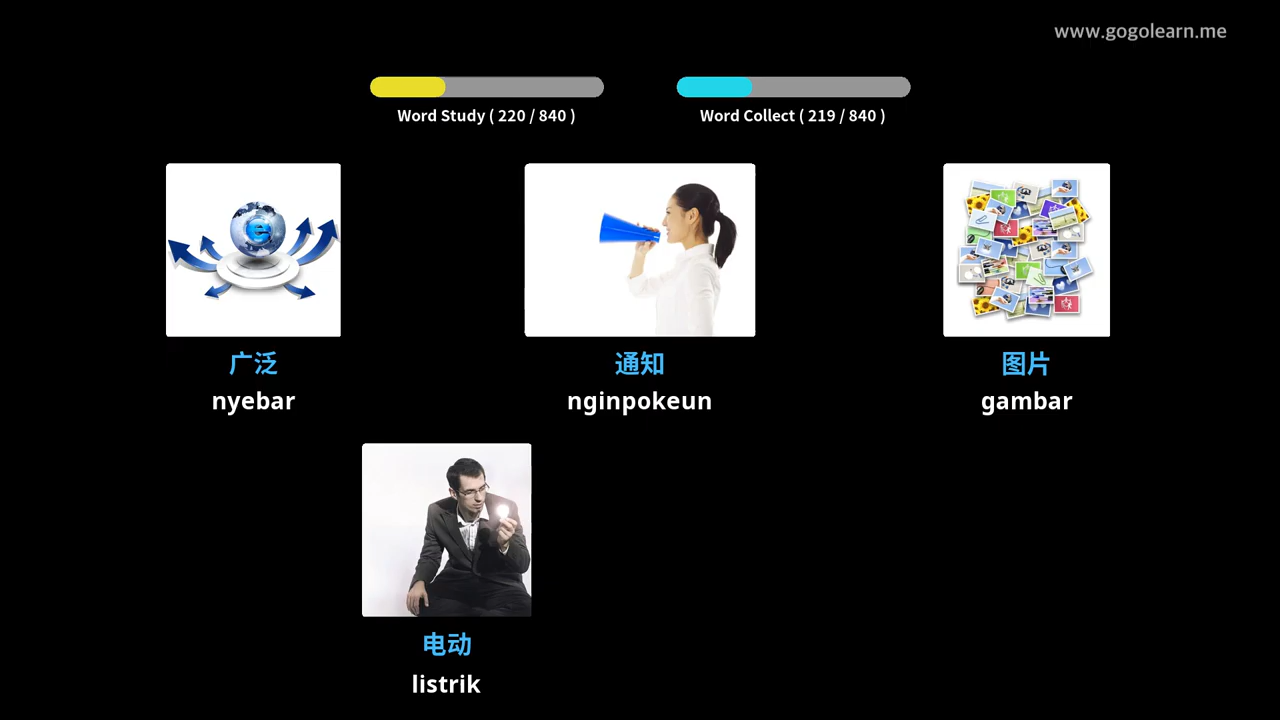 www.gogolearn.me
Word Study ( 220 / 840 )
Word Collect ( 219 / 840 )
广泛
nyebar
通知
nginpokeun
图片
gambar
电动
listrik